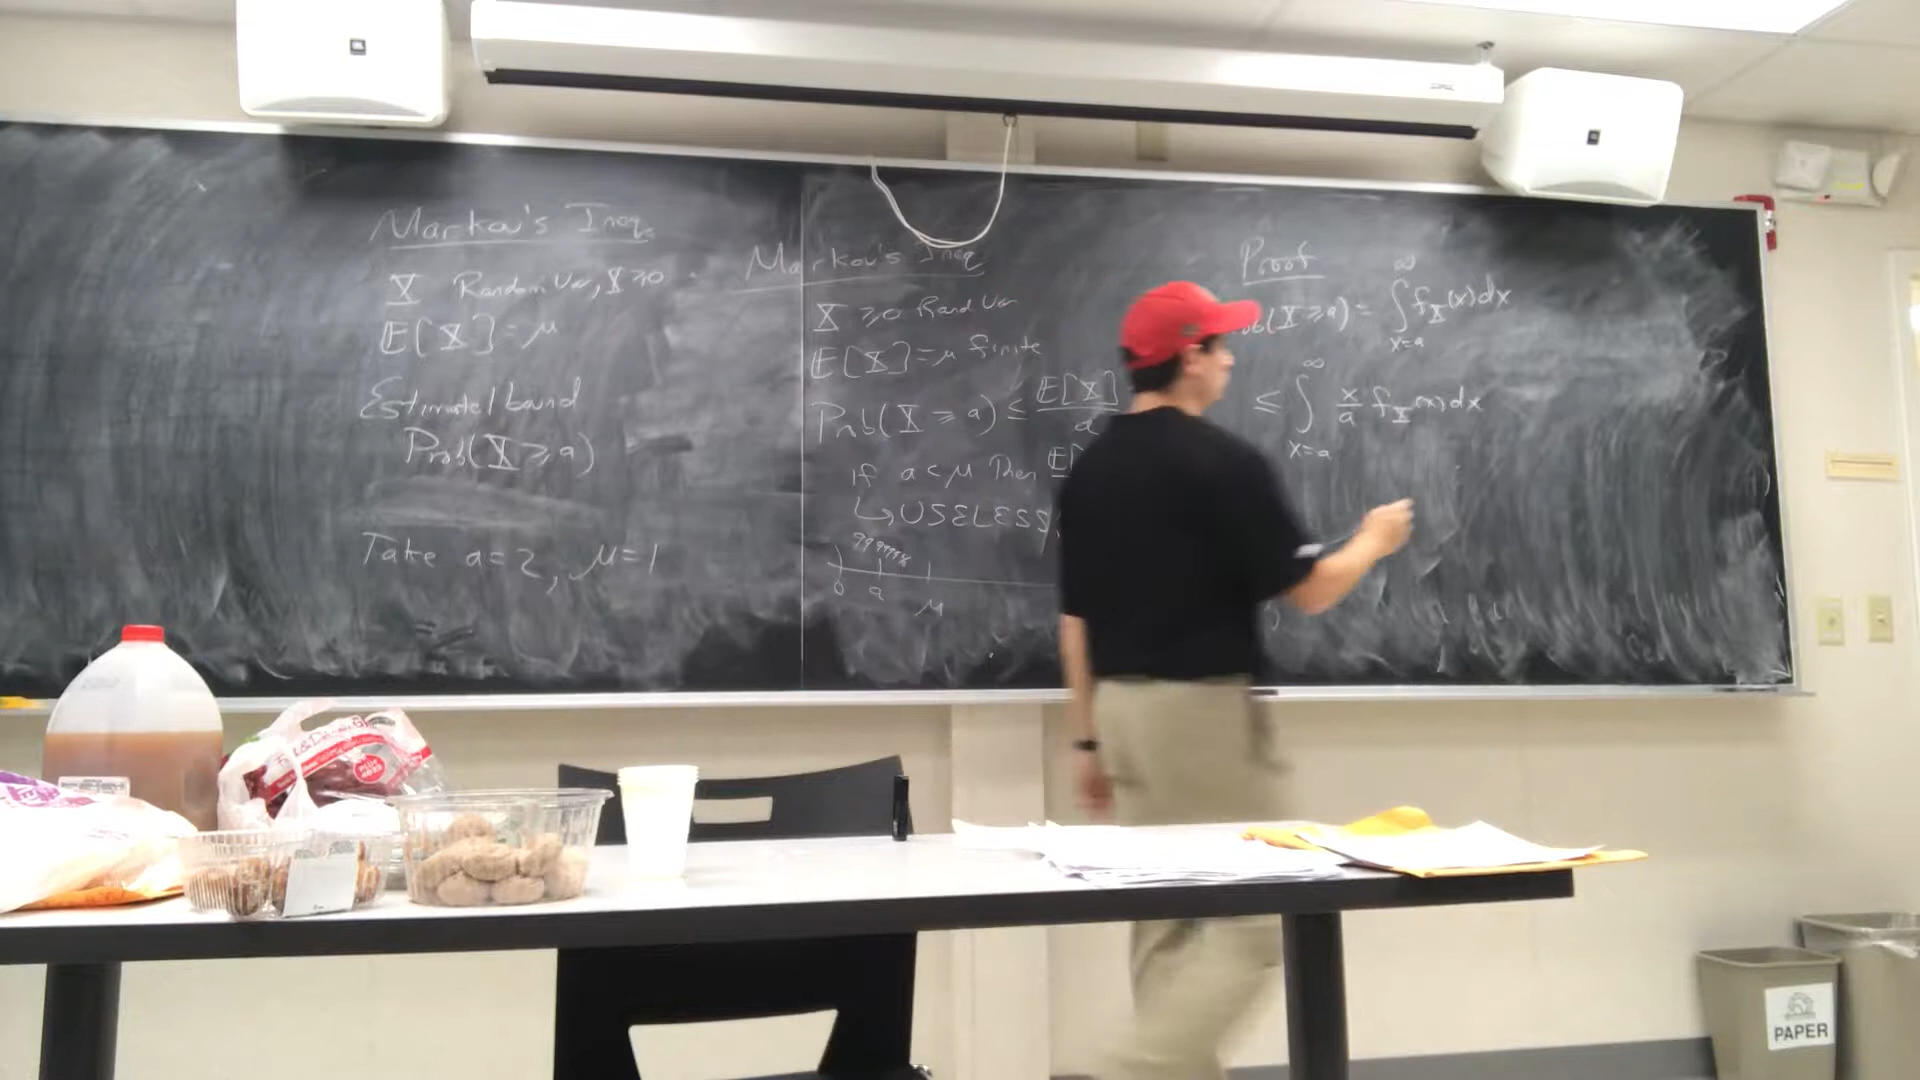 Markov's Ineq.
X Random Var, X ≥ 0
E[X] = μ
Estimate/bound
Prob(X ≥ a)
Take a=2, μ=1
Markov's Ineq
X ≥ 0 Rand Var
E[X] = μ finite
Prob(X ≥ a) ≤ E[X]/a
If a < μ Then
↳ USELESS
0 a μ
Proof
ob(X ≥ a) = ∫_{x=a}^{∞} f_X(x)dx
≤ ∫_{x=a}^{∞} x/a f_X(x)dx
PAPER